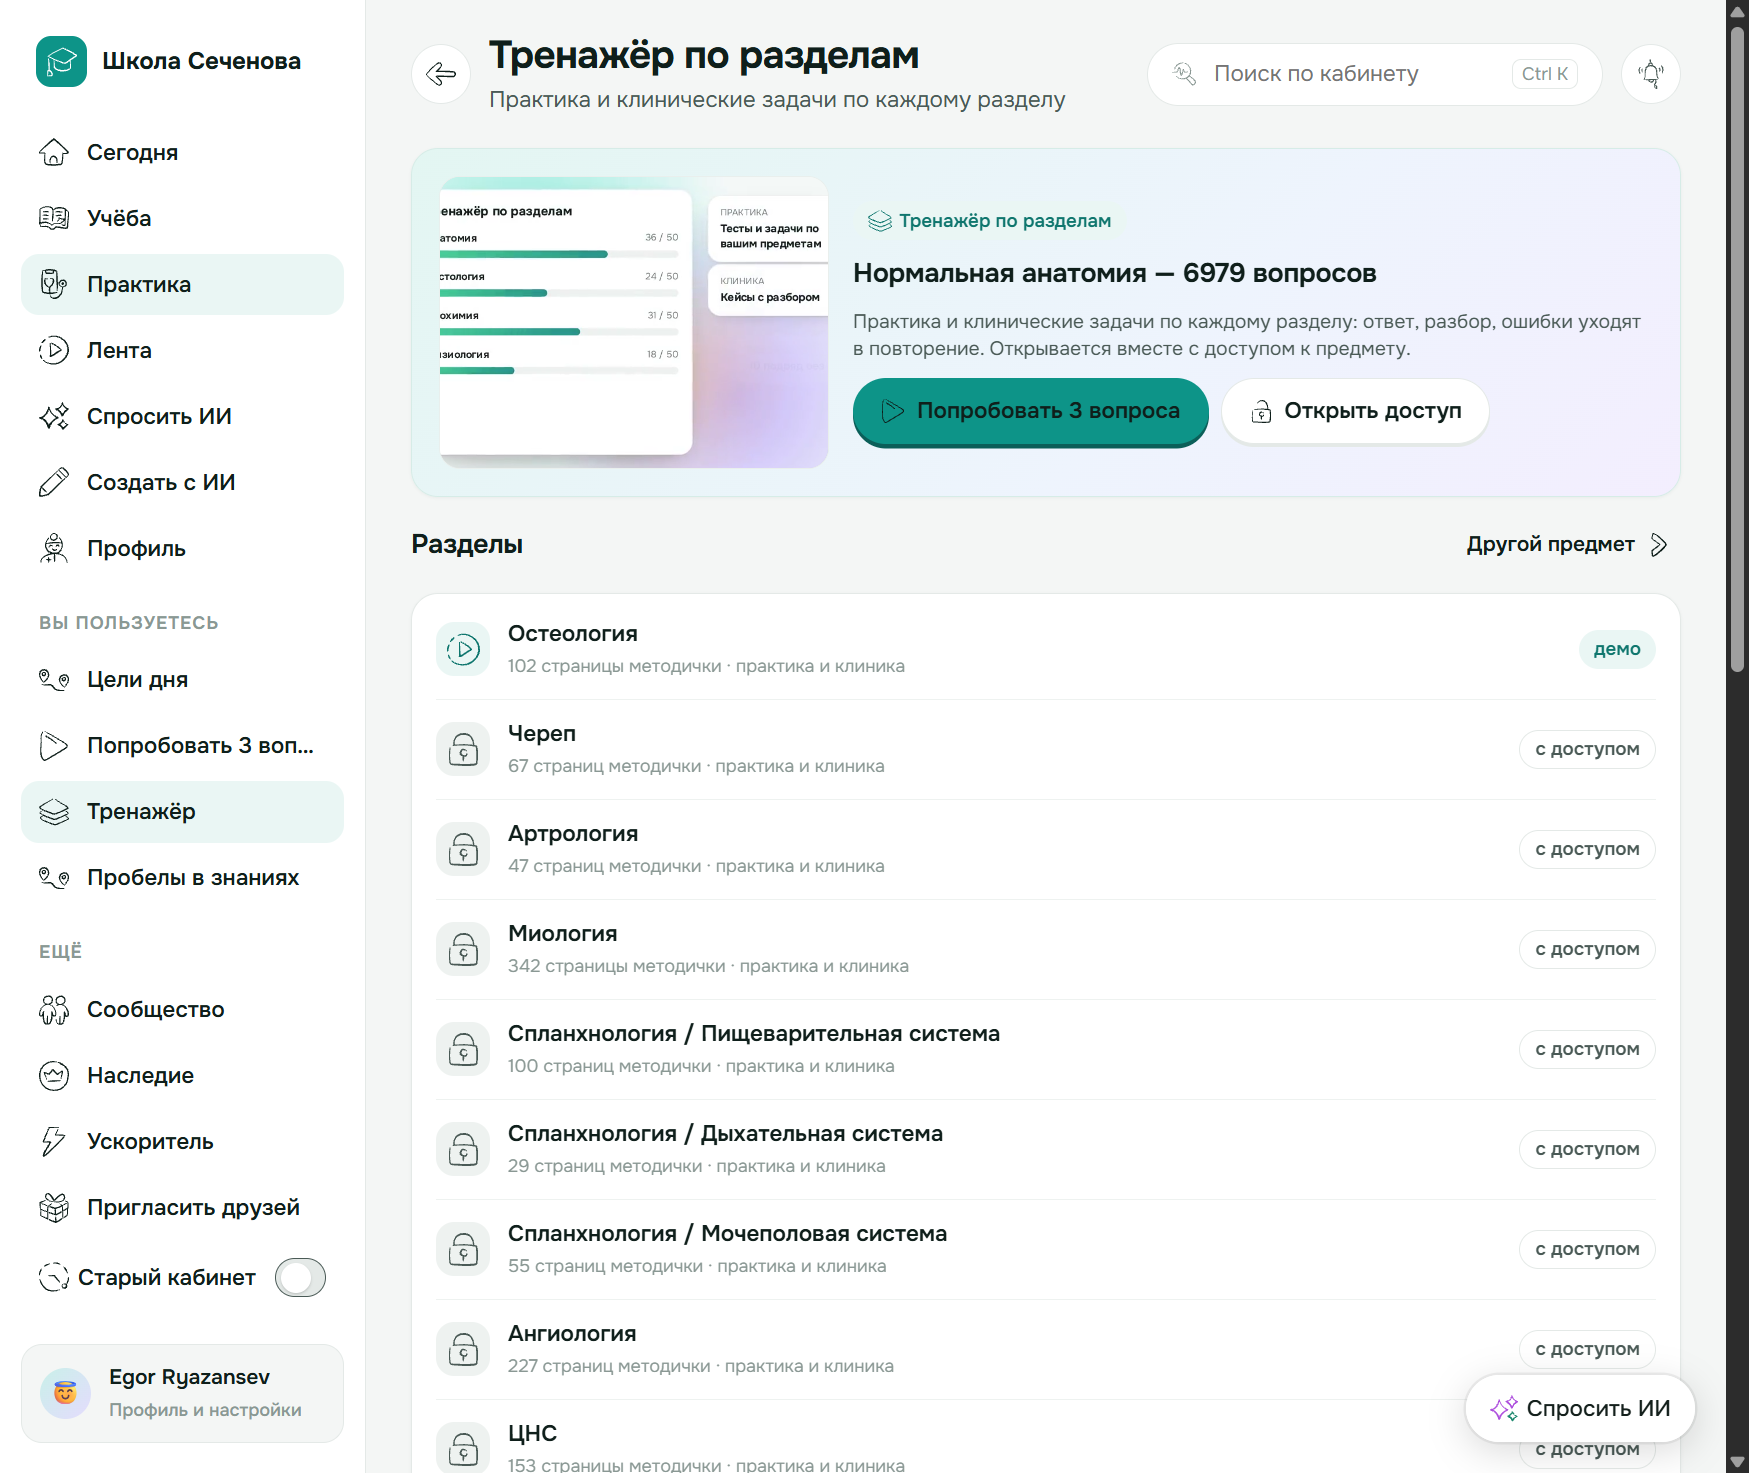 Школа Сеченова
Сегодня
Учёба
Практика
Лента
Спросить ИИ
Создать с ИИ
Профиль
ВЫ ПОЛЬЗУЕТЕСЬ
Цели дня
Попробовать 3 воп...
Тренажёр
Пробелы в знаниях
ЕЩЁ
Сообщество
Наследие
Ускоритель
Пригласить друзей
Старый кабинет
Egor Ryazansev
Профиль и настройки
Тренажёр по разделам
Практика и клинические задачи по каждому разделу
Поиск по кабинету
Ctrl K
енажёр по разделам
атомия 36 / 50
стология 24 / 50
охимия 31 / 50
изиология 18 / 50
ПРАКТИКА
Тесты и задачи по
вашим предметам
КЛИНИКА
Кейсы с разбором
Тренажёр по разделам
Нормальная анатомия — 6979 вопросов
Практика и клинические задачи по каждому разделу: ответ, разбор, ошибки уходят
в повторение. Открывается вместе с доступом к предмету.
Попробовать 3 вопроса
Открыть доступ
Разделы
Другой предмет
Остеология
102 страницы методички · практика и клиника
демо
Череп
67 страниц методички · практика и клиника
с доступом
Артрология
47 страниц методички · практика и клиника
с доступом
Миология
342 страницы методички · практика и клиника
с доступом
Спланхнология / Пищеварительная система
100 страниц методички · практика и клиника
с доступом
Спланхнология / Дыхательная система
29 страниц методички · практика и клиника
с доступом
Спланхнология / Мочеполовая система
55 страниц методички · практика и клиника
с доступом
Ангиология
227 страниц методички · практика и клиника
с доступом
Спросить ИИ
ЦНС
153 страницы методички · практика и клиника
с доступом